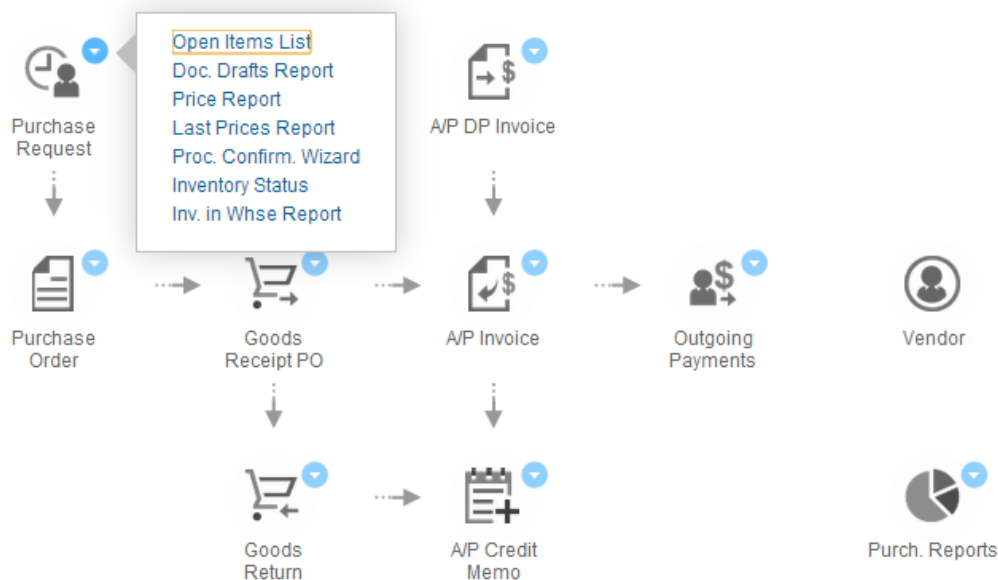 Open Items List
Doc. Drafts Report
Price Report
Last Prices Report
Proc. Confirm. Wizard
Inventory Status
Inv. in Whse Report
Purchase
Request
A/P DP Invoice
Purchase
Order
Goods
Receipt PO
A/P Invoice
Outgoing
Payments
Vendor
Goods
Return
A/P Credit
Memo
Purch. Reports